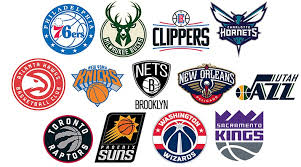 PHILADELPHIA
76ers
MILWAUKEE BUCKS
LA
CLIPPERS
CHARLOTTE
HORNETS
ATLANTA HAWKS
BASKETBALL CLUB
NEW YORK
KNICKS
NETS
B
BROOKLYN
NEW ORLEANS
PELICANS
UTAH
JAZZ
TORONTO
RAPTORS
PHOENIX
SUNS
WASHINGTON
WIZARDS
SACRAMENTO
KINGS